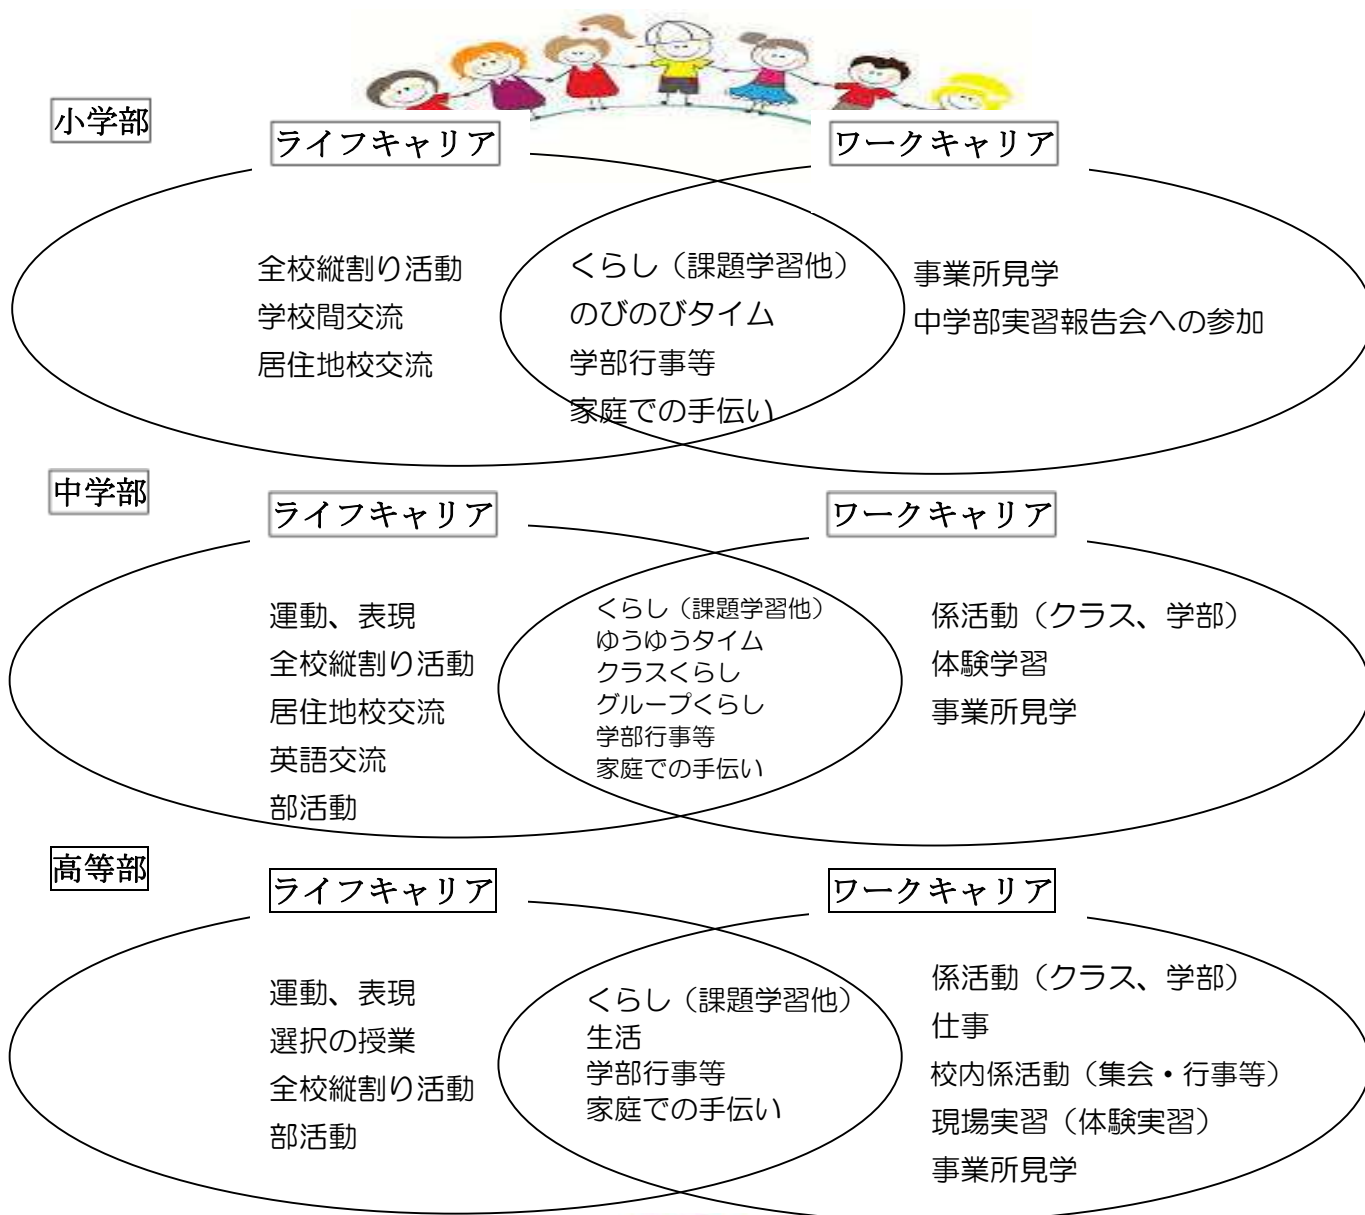 小学部
ライフキャリア
ワークキャリア
全校縦割り活動
学校間交流
居住地校交流
くらし（課題学習他）
のびのびタイム
学部行事等
家庭での手伝い
事業所見学
中学部実習報告会への参加
中学部
ライフキャリア
ワークキャリア
運動、表現
全校縦割り活動
居住地校交流
英語交流
部活動
くらし（課題学習他）
ゆうゆうタイム
クラスくらし
グループくらし
学部行事等
家庭での手伝い
係活動（クラス、学部）
体験学習
事業所見学
高等部
ライフキャリア
ワークキャリア
運動、表現
選択の授業
全校縦割り活動
部活動
くらし（課題学習他）
生活
学部行事等
家庭での手伝い
係活動（クラス、学部）
仕事
校内係活動（集会・行事等）
現場実習（体験実習）
事業所見学